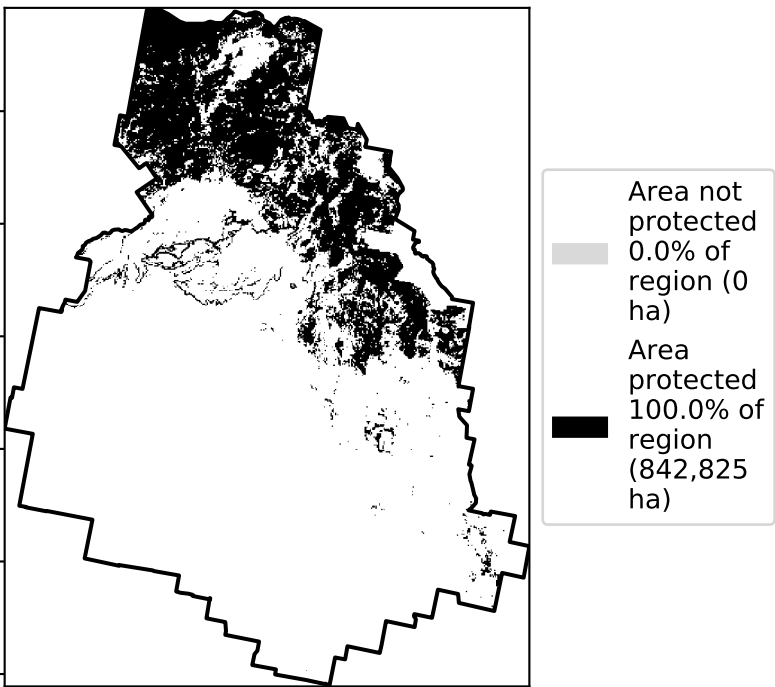 Area not
protected
0.0% of
region (0
ha)
Area
protected
100.0% of
region
(842,825
ha)